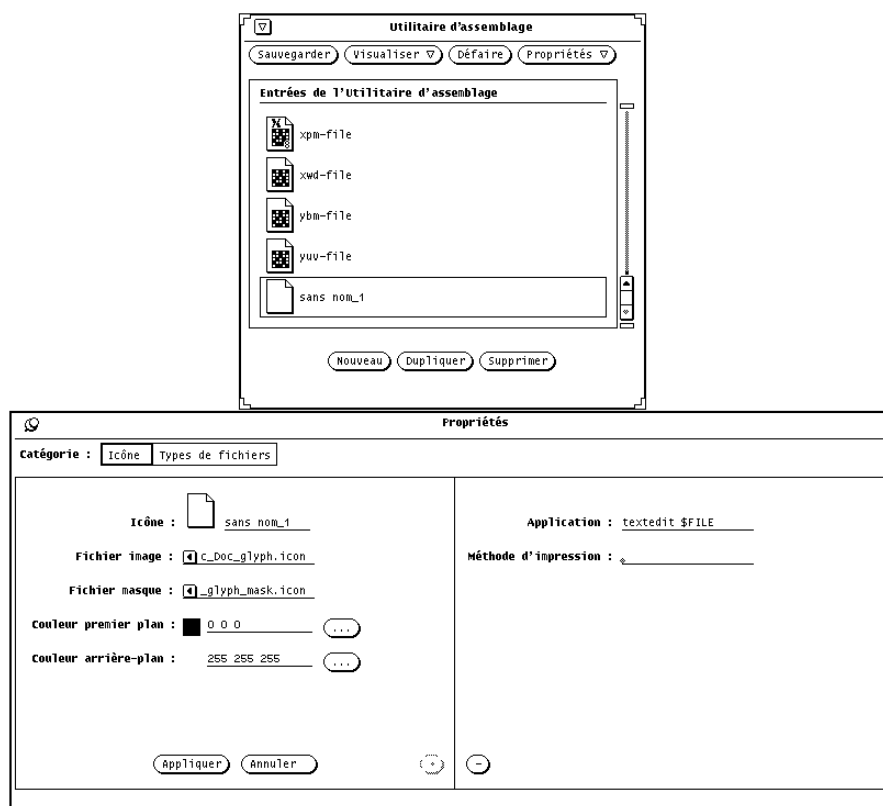 Utilitaire d'assemblage
Sauvegarder Visualiser Défaire Propriétés
Entrées de l'Utilitaire d'assemblage
xpm-file
xwd-file
ybm-file
yuv-file
sans nom_1
Nouveau Dupliquer Supprimer
Propriétés
Catégorie : Icône Types de fichiers
Icône : sans nom_1
Fichier image : c_Doc_glyph.icon
Fichier masque : _glyph_mask.icon
Couleur premier plan : 0 0 0 ...
Couleur arrière-plan : 255 255 255 ...
Appliquer Annuler
Application : textedit $FILE
Méthode d'impression :